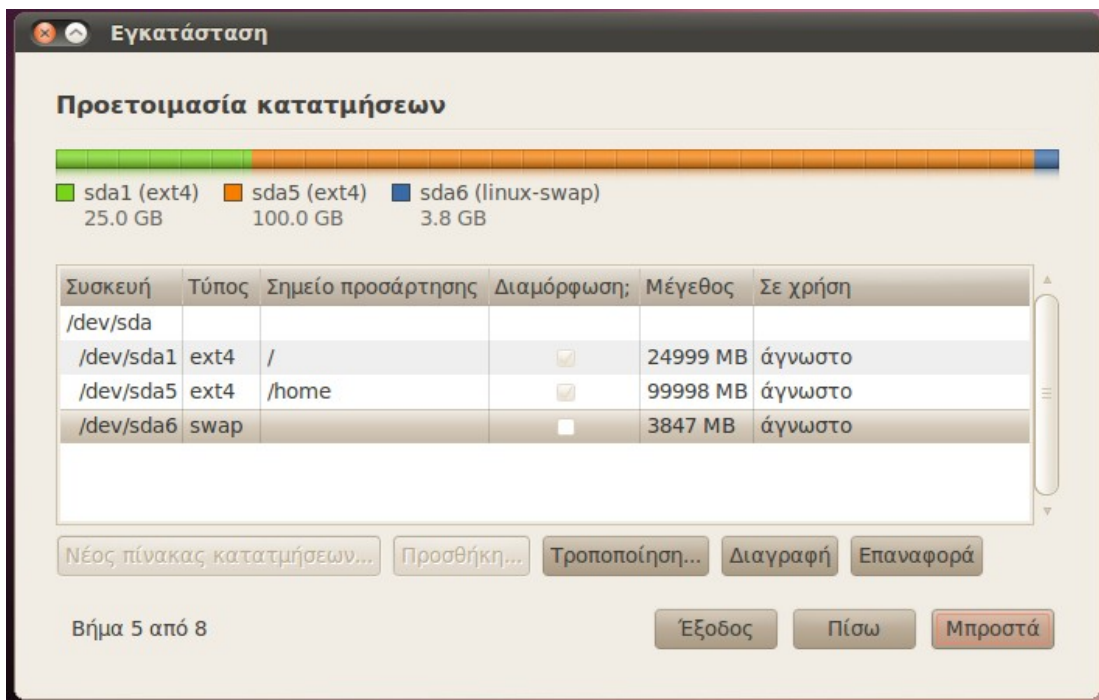 Εγκατάσταση
Προετοιμασία κατατμήσεων
sda1 (ext4) sda5 (ext4) sda6 (linux-swap)
25.0 GB 100.0 GB 3.8 GB
Συσκευή Τύπος Σημείο προσάρτησης Διαμόρφωση; Μέγεθος Σε χρήση
/dev/sda
/dev/sda1 ext4 / 24999 MB άγνωστο
/dev/sda5 ext4 /home 99998 MB άγνωστο
/dev/sda6 swap 3847 MB άγνωστο
Νέος πίνακας κατατμήσεων... Προσθήκη... Τροποποίηση... Διαγραφή Επαναφορά
Βήμα 5 από 8 Έξοδος Πίσω Μπροστά